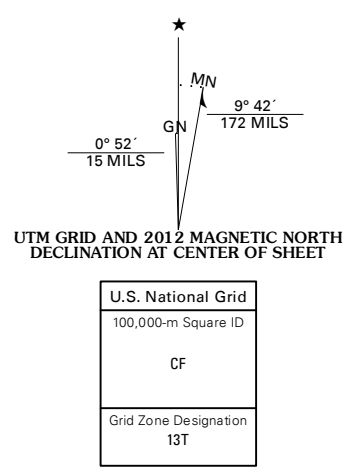 ★
MN
9° 42´
172 MILS
GN
0° 52´
15 MILS
UTM GRID AND 2012 MAGNETIC NORTH
DECLINATION AT CENTER OF SHEET
U.S. National Grid
100,000-m Square ID
CF
Grid Zone Designation
13T